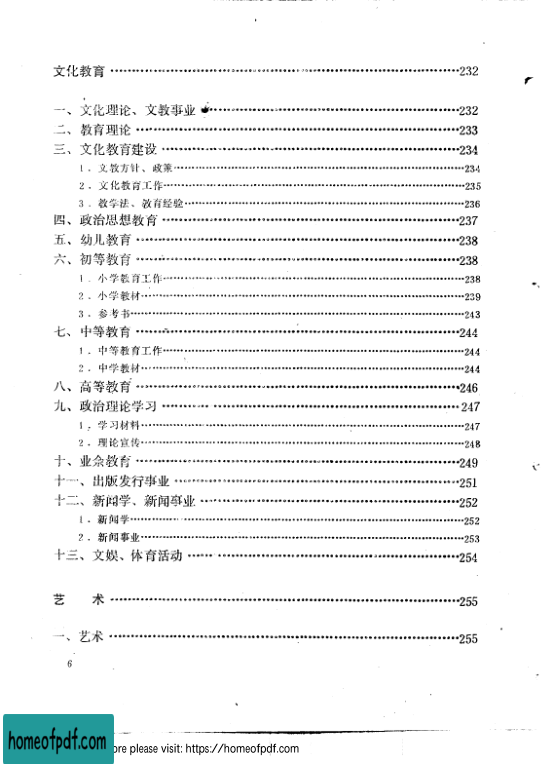 文化教育 ··········232
一、文化理论、文教事业 ··········232
二、教育理论 ··········233
三、文化教育建设 ··········234
1．文教方针、政策··········234
2．文化教育工作··········235
3．教学法、教育经验··········236
四、政治思想教育 ··········237
五、幼儿教育 ··········238
六、初等教育 ··········238
1．小学教育工作··········238
2．小学教材··········239
3．参考书··········243
七、中等教育 ··········244
1．中等教育工作··········244
2．中学教材··········244
八、高等教育 ··········246
九、政治理论学习 ··········247
1．学习材料··········247
2．理论宣传··········248
十、业余教育 ··········249
十一、出版发行事业 ··········251
十二、新闻学、新闻事业 ··········252
1．新闻学··········252
2．新闻事业··········253
十三、文娱、体育活动 ··········254
艺 术 ··········255
一、艺术 ··········255
6
homeofpdf.com
ore please visit: https://homeofpdf.com